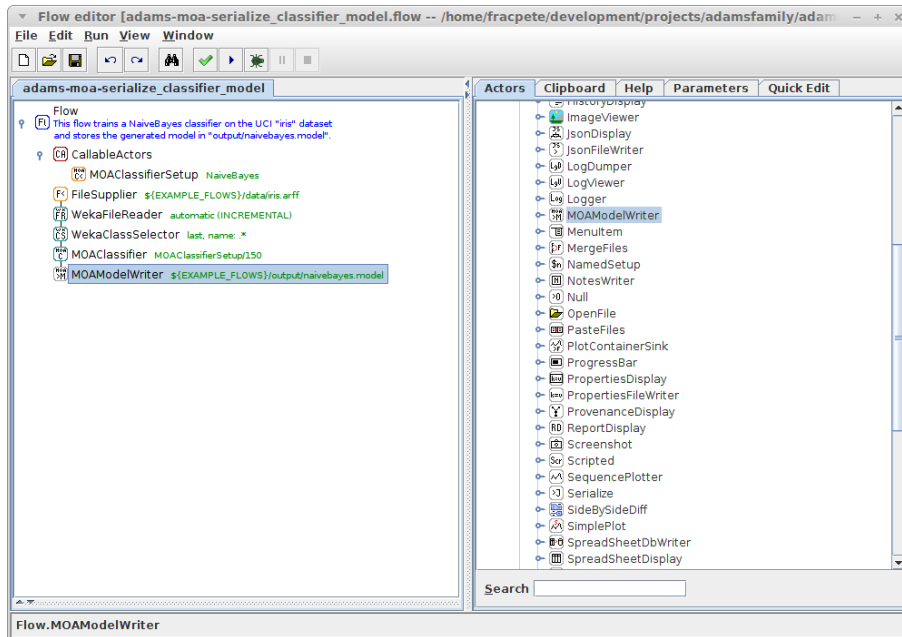 Flow editor [adams-moa-serialize_classifier_model.flow -- /home/fracpete/development/projects/adamsfamily/adam
File Edit Run View Window
adams-moa-serialize_classifier_model
Flow
This flow trains a NaiveBayes classifier on the UCI "iris" dataset
and stores the generated model in "output/naivebayes.model".
CallableActors
MOAClassifierSetup NaiveBayes
FileSupplier ${EXAMPLE_FLOWS}/data/iris.arff
WekaFileReader automatic (INCREMENTAL)
WekaClassSelector last, name: .*
MOAClassifier MOAClassifierSetup/150
MOAModelWriter ${EXAMPLE_FLOWS}/output/naivebayes.model
Actors Clipboard Help Parameters Quick Edit
HistoryDisplay
ImageViewer
JsonDisplay
JsonFileWriter
LogDumper
LogViewer
Logger
MOAModelWriter
MenuItem
MergeFiles
NamedSetup
NotesWriter
Null
OpenFile
PasteFiles
PlotContainerSink
ProgressBar
PropertiesDisplay
PropertiesFileWriter
ProvenanceDisplay
ReportDisplay
Screenshot
Scripted
SequencePlotter
Serialize
SideBySideDiff
SimplePlot
SpreadSheetDbWriter
SpreadSheetDisplay
Search
Flow.MOAModelWriter